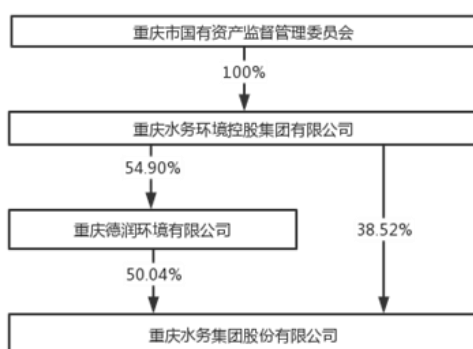 重庆市国有资产监督管理委员会
100%
重庆水务环境控股集团有限公司
54.90%
重庆德润环境有限公司
38.52%
50.04%
重庆水务集团股份有限公司